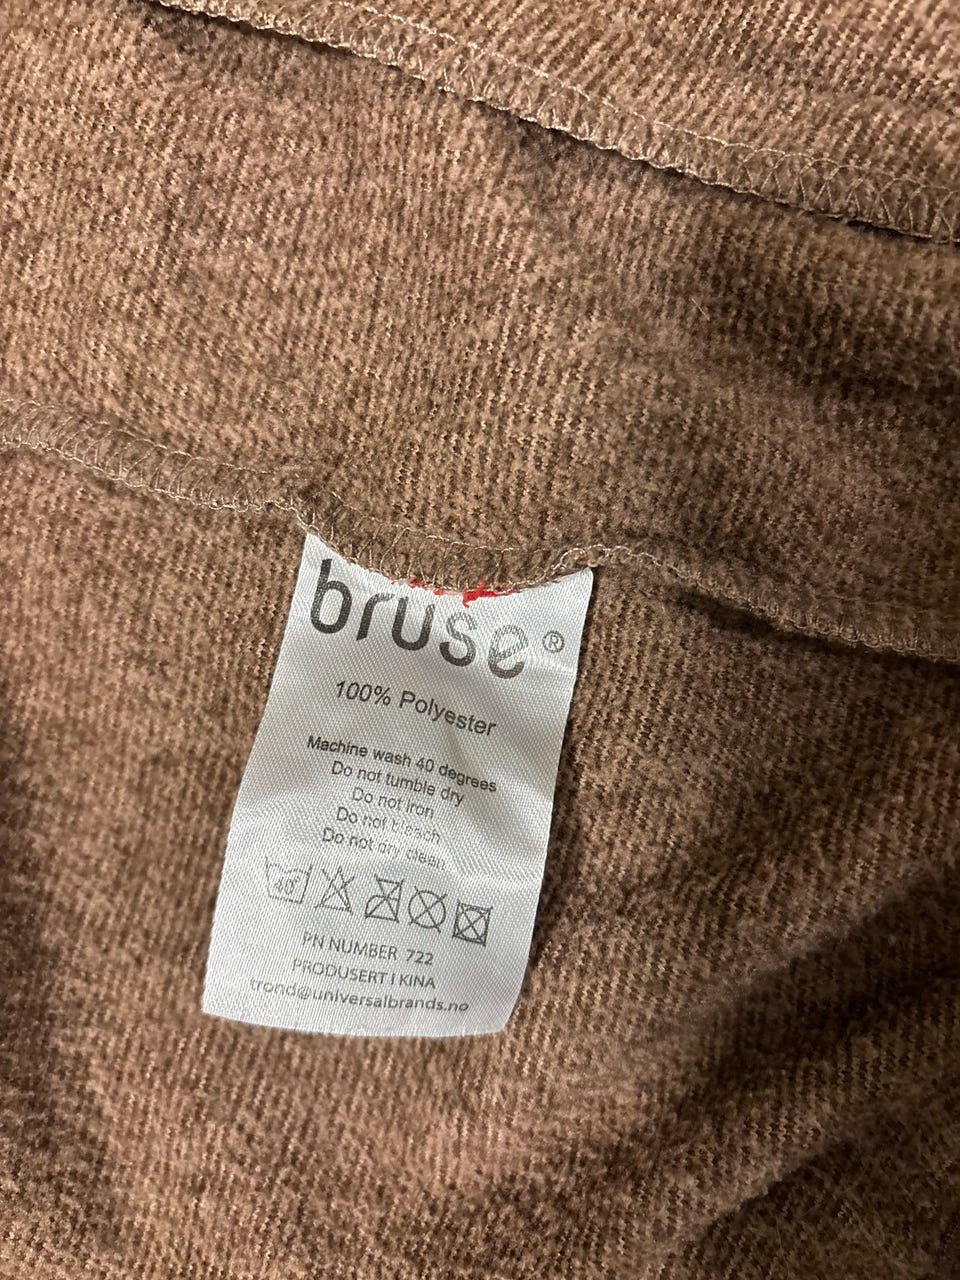 bruse®
100% Polyester
Machine wash 40 degrees
Do not tumble dry
Do not iron
Do not bleach
Do not dry clean
40°
PN NUMBER 722
PRODUSERT I KINA
trond@universalbrands.no